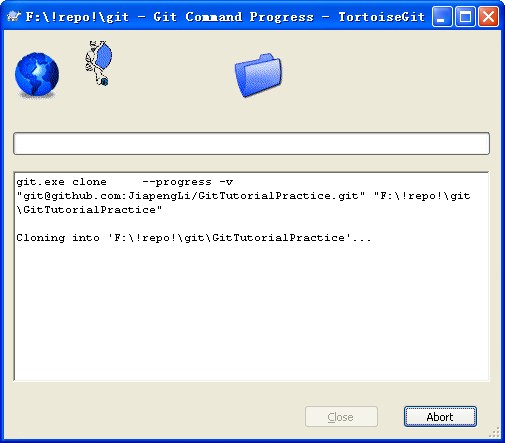 F:\!repo!\git - Git Command Progress - TortoiseGit
git.exe clone     --progress -v
"git@github.com:JiapengLi/GitTutorialPractice.git" "F:\!repo!\git
\GitTutorialPractice"
Cloning into 'F:\!repo!\git\GitTutorialPractice'...
Close
Abort